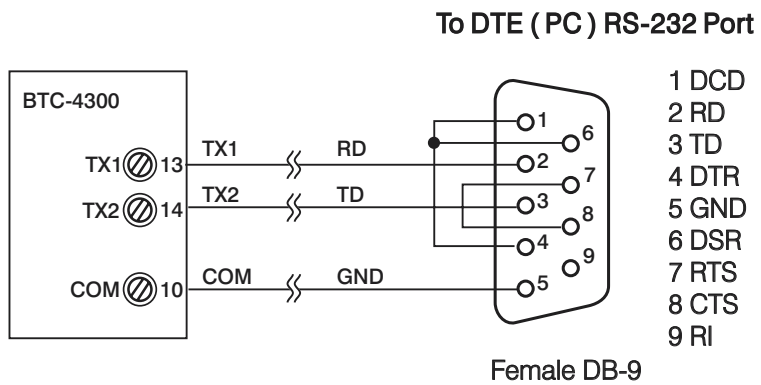 To DTE ( PC ) RS-232 Port
BTC-4300
TX1 13 TX1 RD
TX2 14 TX2 TD
COM 10 COM GND
1
6
2
7
3
8
4
9
5
1 DCD
2 RD
3 TD
4 DTR
5 GND
6 DSR
7 RTS
8 CTS
9 RI
Female DB-9